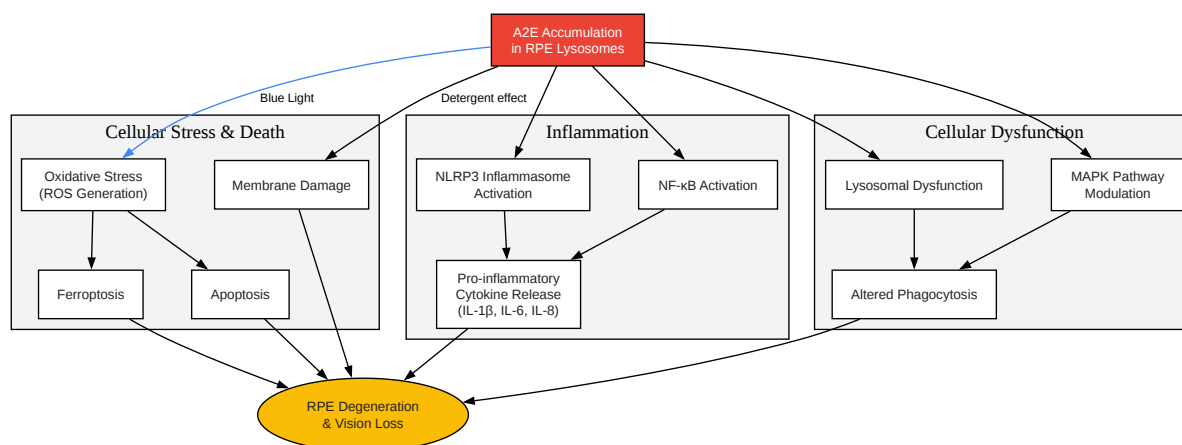 A2E Accumulation
in RPE Lysosomes
Blue Light
Detergent effect
Cellular Stress & Death
Inflammation
Cellular Dysfunction
Oxidative Stress
(ROS Generation)
Membrane Damage
NLRP3 Inflammasome
Activation
NF-κB Activation
Lysosomal Dysfunction
MAPK Pathway
Modulation
Ferroptosis
Apoptosis
Pro-inflammatory
Cytokine Release
(IL-1β, IL-6, IL-8)
Altered Phagocytosis
RPE Degeneration
& Vision Loss